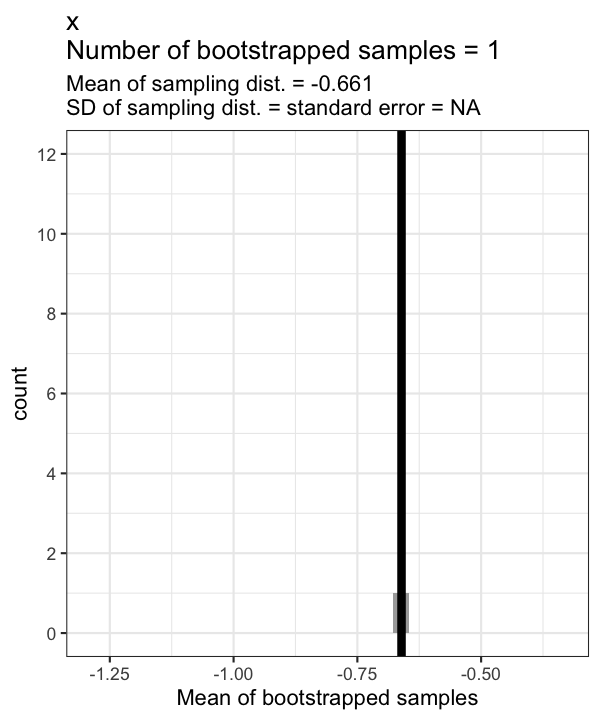 x
Number of bootstrapped samples = 1
Mean of sampling dist. = -0.661
SD of sampling dist. = standard error = NA
12
10
8
6
4
2
0
count
-1.25
-1.00
-0.75
-0.50
Mean of bootstrapped samples